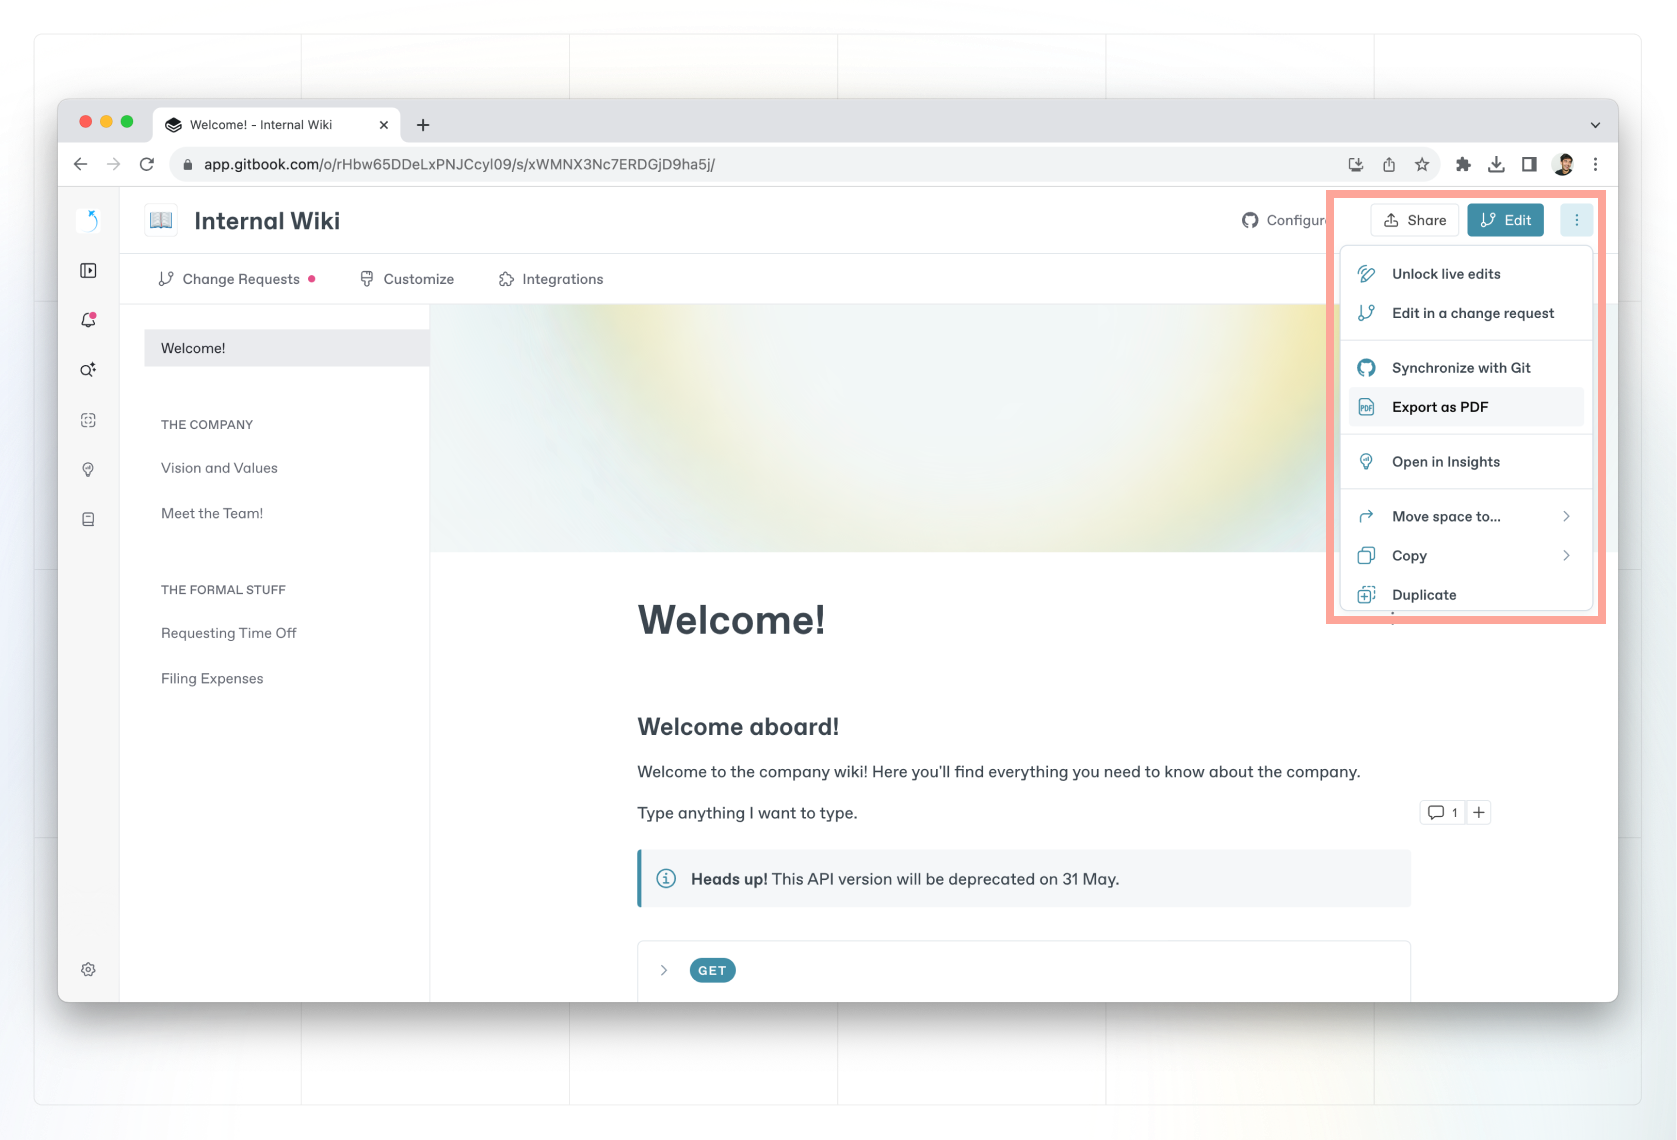 Welcome! - Internal Wiki
app.gitbook.com/o/rHbw65DDeLxPNJCcyl09/s/xWMNX3Nc7ERDGjD9ha5j/
Internal Wiki
Configure
Share
Edit
Change Requests
Customize
Integrations
Unlock live edits
Edit in a change request
Synchronize with Git
PDF
Export as PDF
Open in Insights
Move space to...
Copy
Duplicate
Welcome!
THE COMPANY
Vision and Values
Meet the Team!
THE FORMAL STUFF
Requesting Time Off
Filing Expenses
Welcome!
Welcome aboard!
Welcome to the company wiki! Here you'll find everything you need to know about the company.
Type anything I want to type.
1
Heads up! This API version will be deprecated on 31 May.
GET